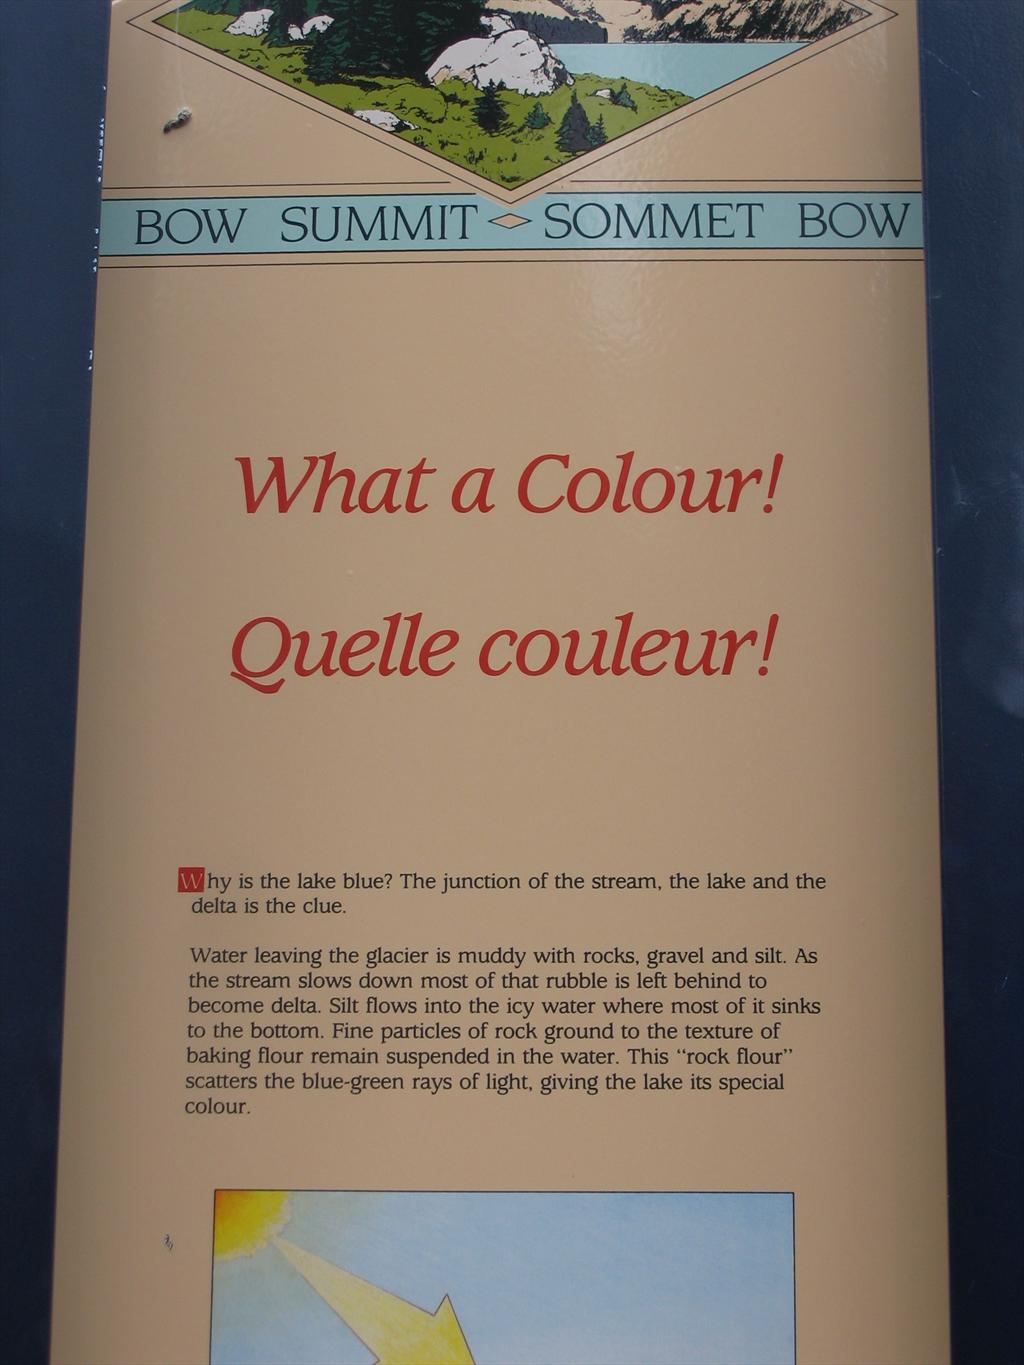 BOW SUMMIT SOMMET BOW
What a Colour!
Quelle couleur!
Why is the lake blue? The junction of the stream, the lake and the
delta is the clue.
Water leaving the glacier is muddy with rocks, gravel and silt. As
the stream slows down most of that rubble is left behind to
become delta. Silt flows into the icy water where most of it sinks
to the bottom. Fine particles of rock ground to the texture of
baking flour remain suspended in the water. This “rock flour”
scatters the blue-green rays of light, giving the lake its special
colour.